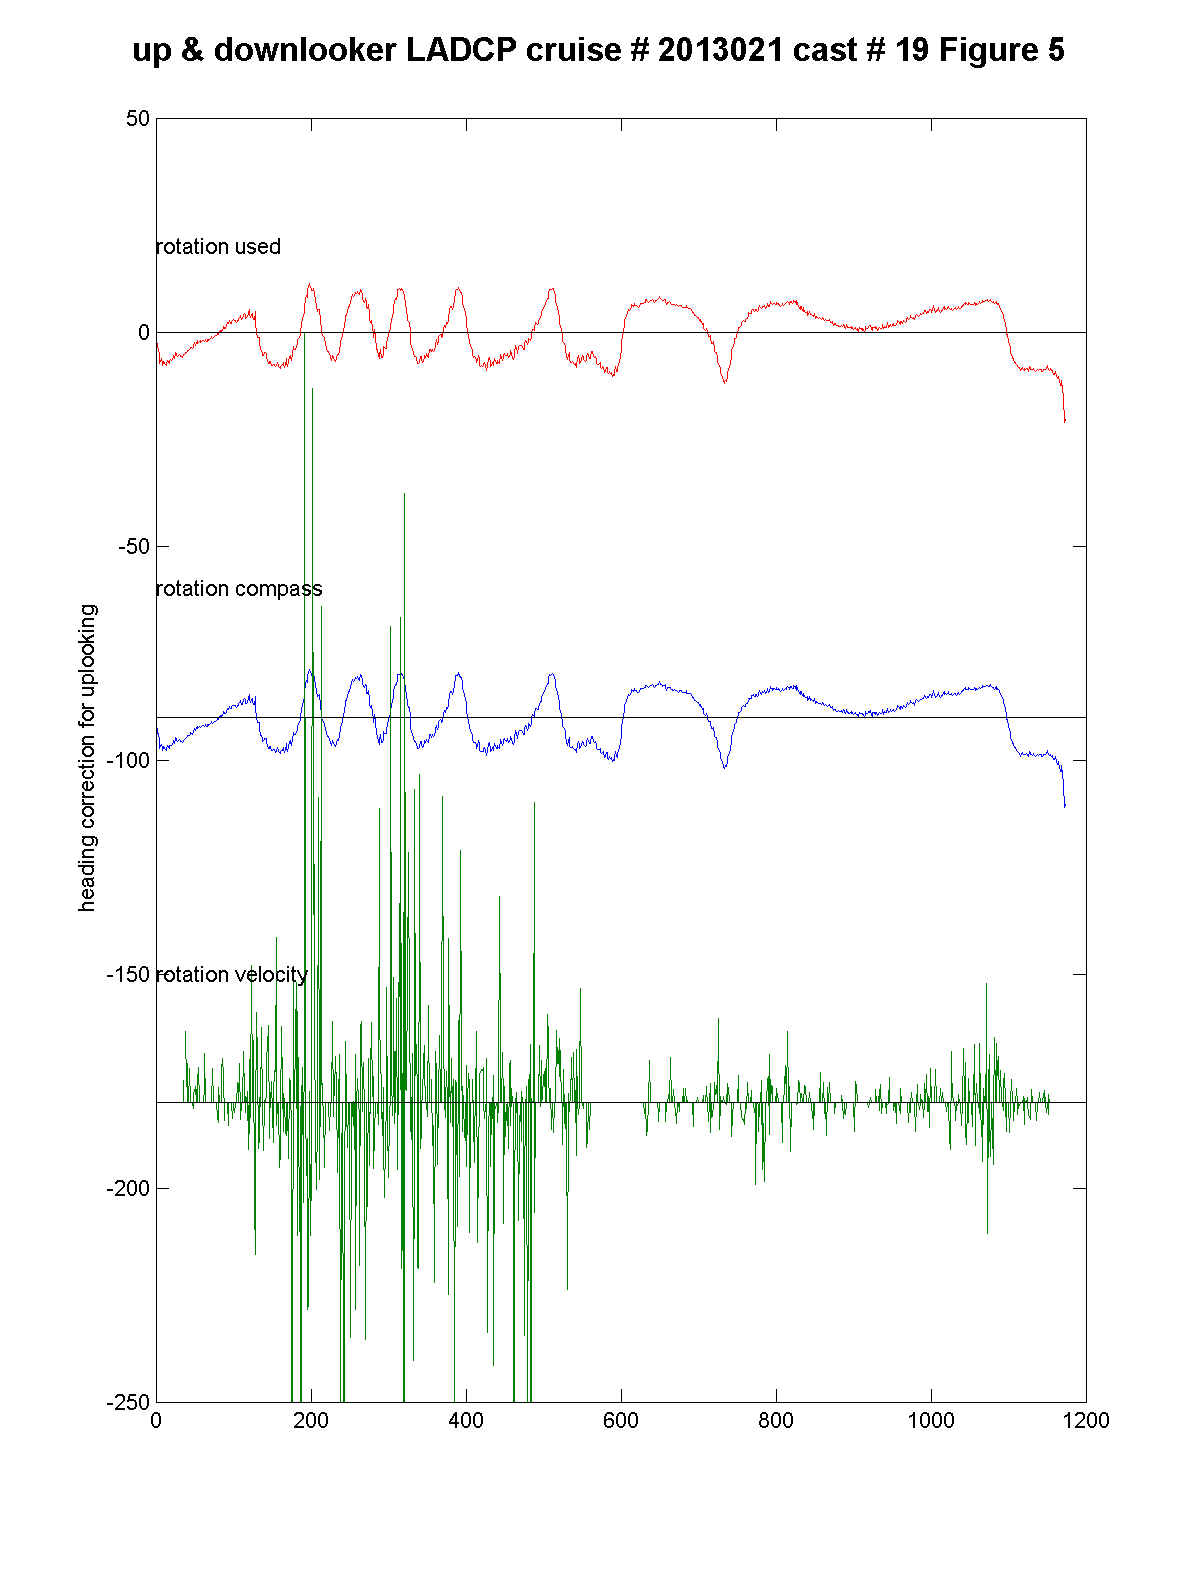 up & downlooker LADCP cruise # 2013021 cast # 19 Figure 5
50
rotation used
0
-50
rotation compass
heading correction for uplooking
-100
-150
rotation velocity
-200
-250
0 200 400 600 800 1000 1200